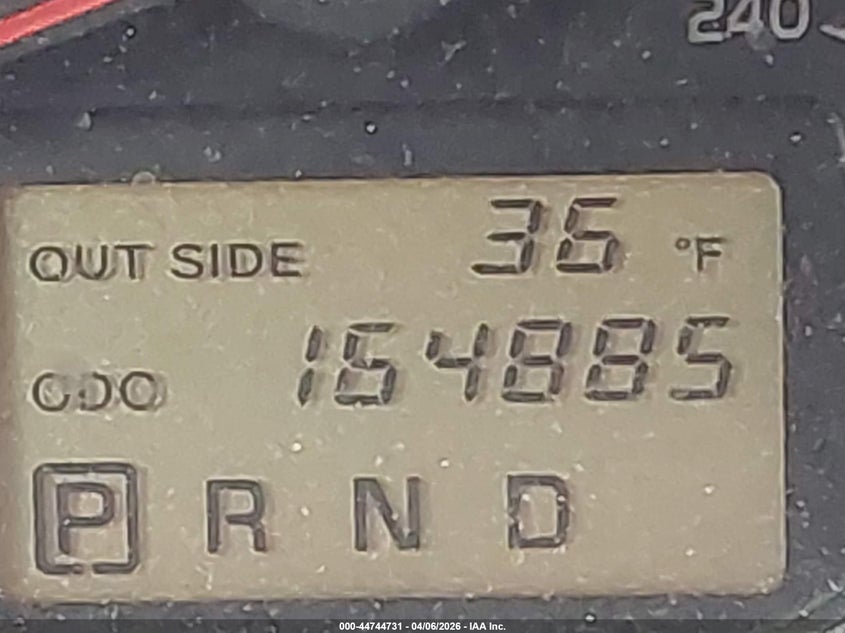 240
OUT SIDE 36 °F
ODO 164885
P R N D
000-44744731 - 04/06/2026 - IAA Inc.